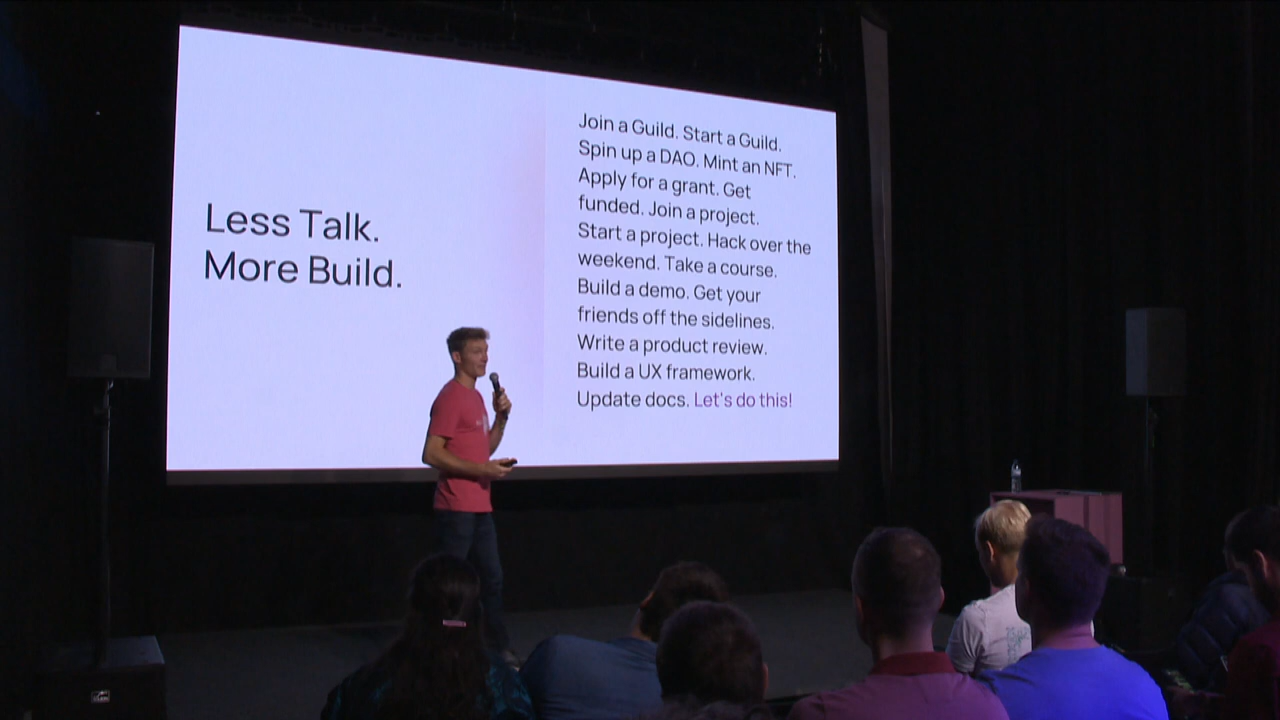 Less Talk.
More Build.
Join a Guild. Start a Guild.
Spin up a DAO. Mint an NFT.
Apply for a grant. Get
funded. Join a project.
Start a project. Hack over the
weekend. Take a course.
Build a demo. Get your
friends off the sidelines.
Write a product review.
Build a UX framework.
Update docs. Let's do this!